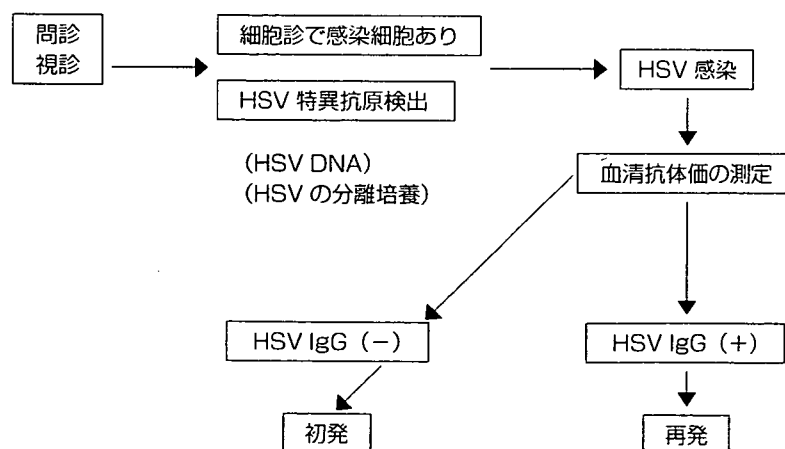 問診
視診
細胞診で感染細胞あり
HSV 特異抗原検出
(HSV DNA)
(HSV の分離培養)
HSV 感染
血清抗体価の測定
HSV IgG (−)
HSV IgG (+)
初発
再発